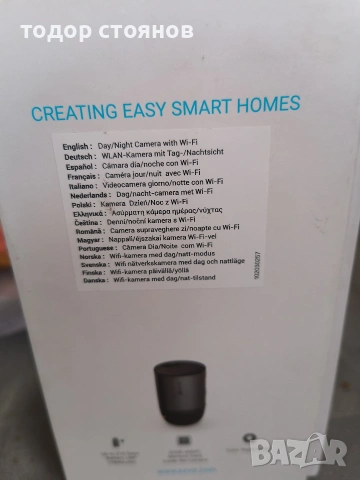 тодор стоянов
CREATING EASY SMART HOMES
English : Day/Night Camera with Wi-Fi
Deutsch : WLAN-Kamera mit Tag-/Nachtsicht
Español : Cámara dia/noche con Wi-Fi
Français : Caméra jour/nuit avec Wi-Fi
Italiano : Videocamera giorno/notte con Wi-Fi
Nederlands : Dag/nacht-camera met Wi-Fi
Polski : Kamera Dzień/Noc z Wi-Fi
Ελληνικά : Ασύρματη κάμερα ημέρας/νύχτας
Čeština : Denní/noční kamera s Wi-Fi
Română : Camera supraveghere zi/noapte cu Wi-Fi
Magyar : Nappali/éjszakai kamera Wi-Fi-vel
Portuguese : Câmara Dia/Noite com Wi-Fi
Norska : Wifi-kamera med dag/natt-modus
Svenska : Wifi nätverkskamera med dag och nattläge
Finska : Wifi-kamera päivällä/yöllä
Danska : Wifi-kamera med dag/nat-tilstand
BAZAR